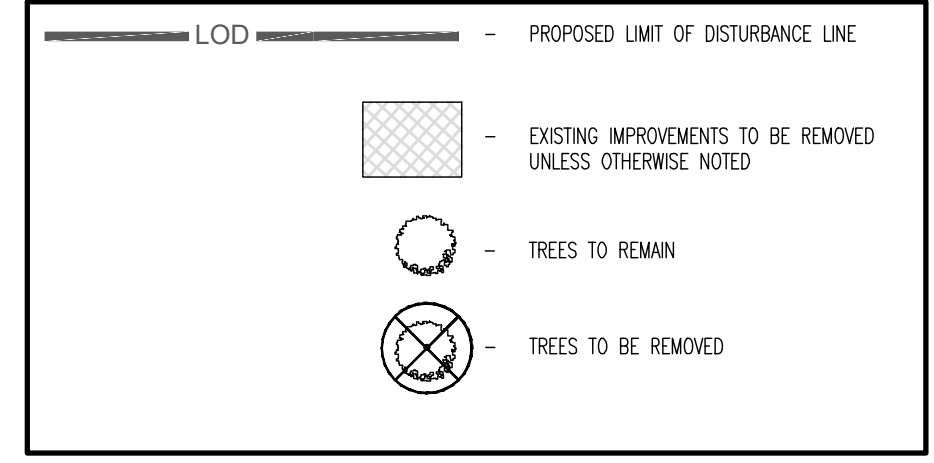 LOD - PROPOSED LIMIT OF DISTURBANCE LINE
- EXISTING IMPROVEMENTS TO BE REMOVED
UNLESS OTHERWISE NOTED
- TREES TO REMAIN
- TREES TO BE REMOVED